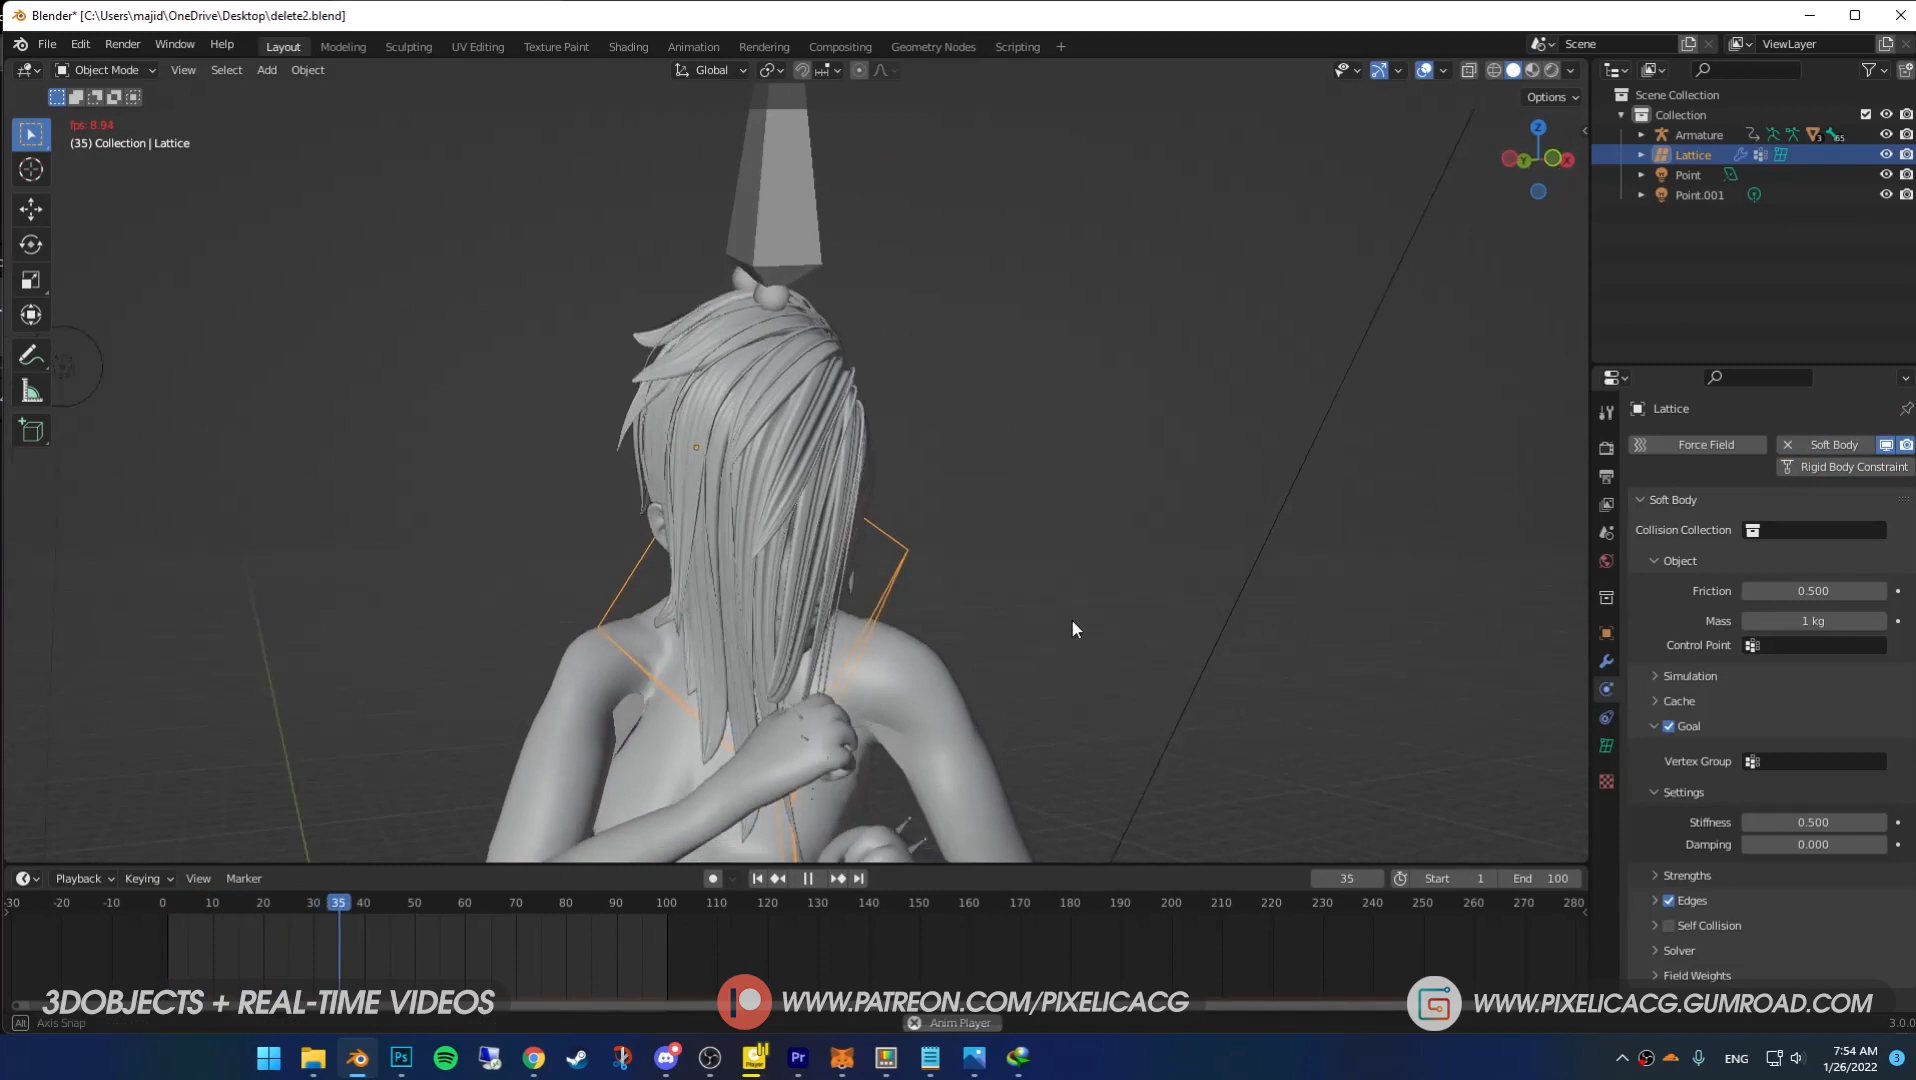 Blender* [C:\Users\majid\OneDrive\Desktop\delete2.blend]
File Edit Render Window Help
Layout Modeling Sculpting UV Editing Texture Paint Shading Animation Rendering Compositing Geometry Nodes Scripting
Scene ViewLayer
Object Mode View Select Add Object
Global
Options
fps: 8.94
(35) Collection | Lattice
Z
Y
X
Scene Collection
Collection
Armature
3
65
Lattice
Point
Point.001
Lattice
Force Field
Soft Body
Rigid Body Constraint
Soft Body
Collision Collection
Object
Friction 0.500
Mass 1 kg
Control Point
Simulation
Cache
Goal
Vertex Group
Settings
Stiffness 0.500
Damping 0.000
Strengths
Edges
Self Collision
Solver
Field Weights
Playback Keying View Marker
35 Start 1 End 100
-30 -20 -10 0 10 20 30 35 40 50 60 70 80 90 100 110 120 130 140 150 160 170 180 190 200 210 220 230 240 250 260 270 280
3DOBJECTS + REAL-TIME VIDEOS
WWW.PATREON.COM/PIXELICACG
WWW.PIXELICACG.GUMROAD.COM
Alt Axis Snap
Anim Player
3.0.0
Ps
Pr
Player
ENG
7:54 AM
1/26/2022
3